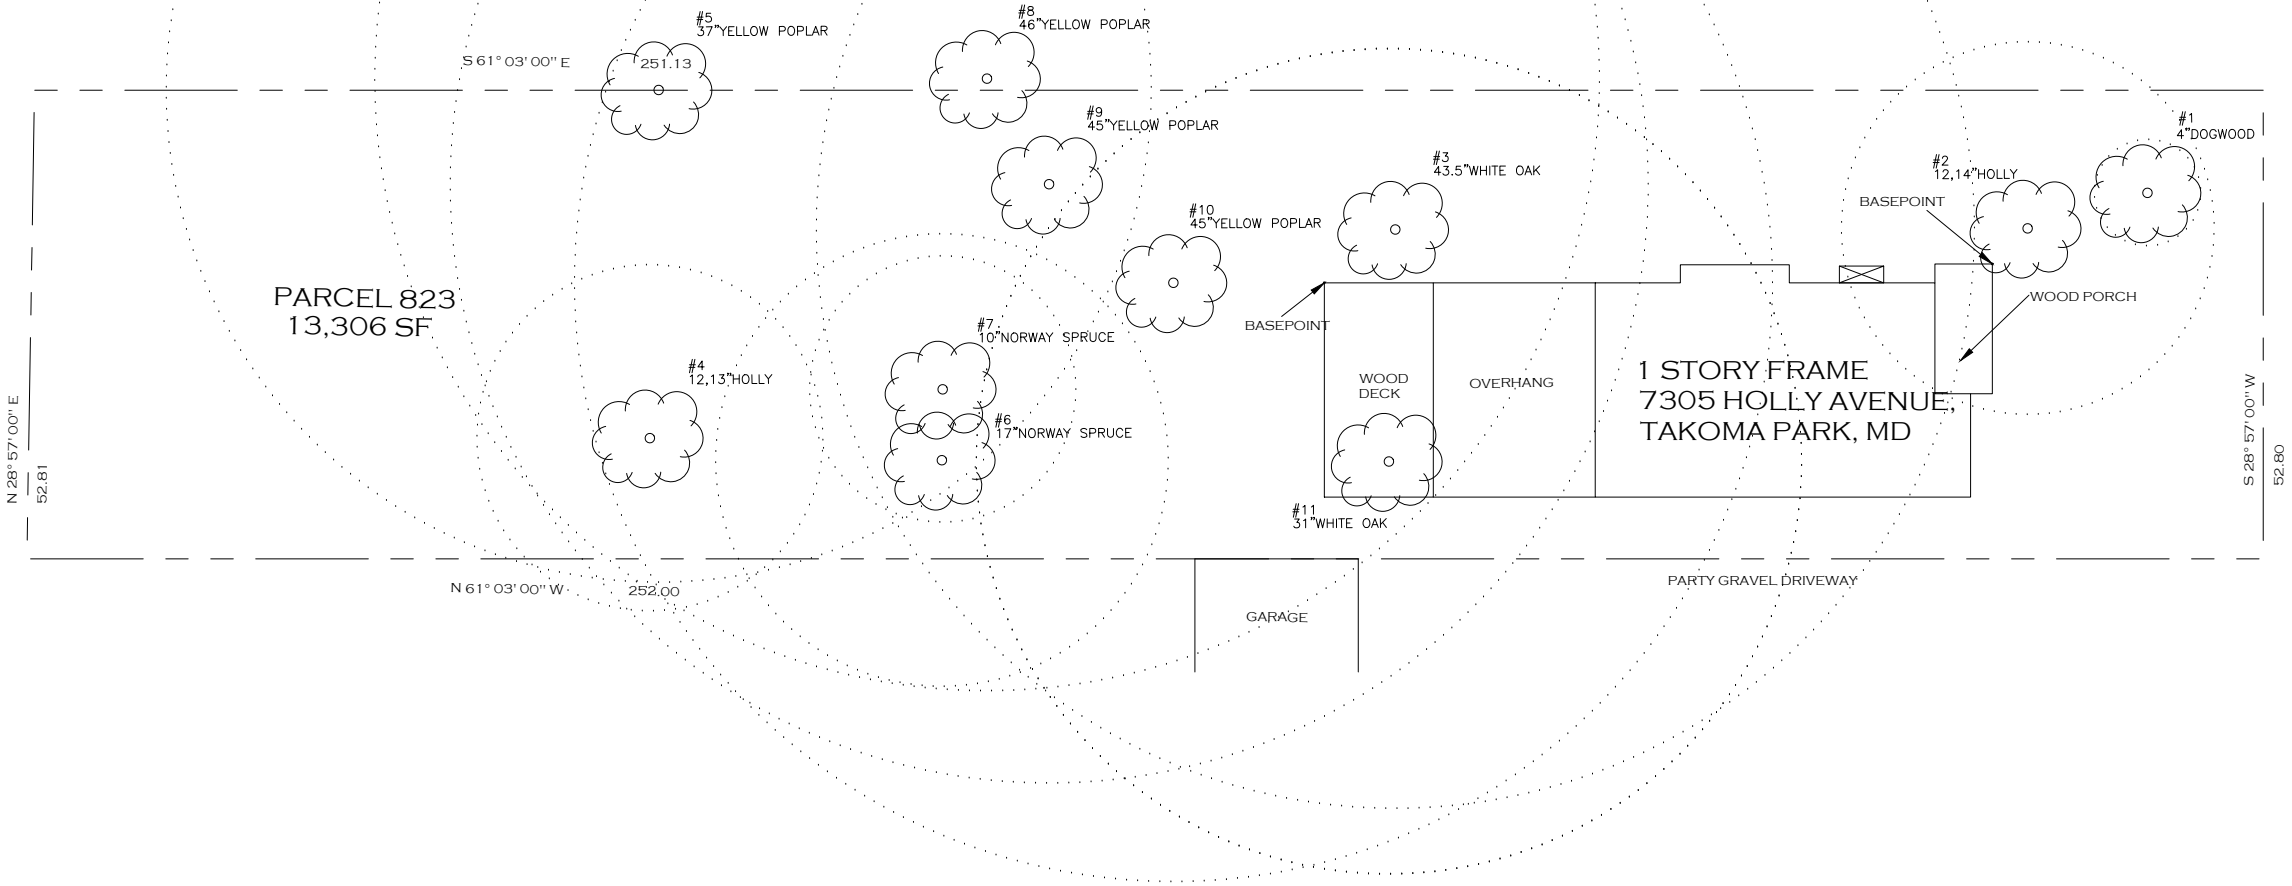 #5
37"YELLOW POPLAR
#8
46"YELLOW POPLAR
S 61° 03' 00" E
251.13
#9
45"YELLOW POPLAR
#1
4"DOGWOOD
#3
43.5"WHITE OAK
#2
12,14"HOLLY
BASEPOINT
#10
45"YELLOW POPLAR
PARCEL 823
13,306 SF
WOOD PORCH
BASEPOINT
#7
10"NORWAY SPRUCE
#4
12,13"HOLLY
WOOD
DECK
OVERHANG
1 STORY FRAME
7305 HOLLY AVENUE,
TAKOMA PARK, MD
#6
17"NORWAY SPRUCE
N 28° 57' 00" E
52.81
S 28° 57' 00" W
52.80
#11
31"WHITE OAK
N 61° 03' 00" W
252.00
PARTY GRAVEL DRIVEWAY
GARAGE